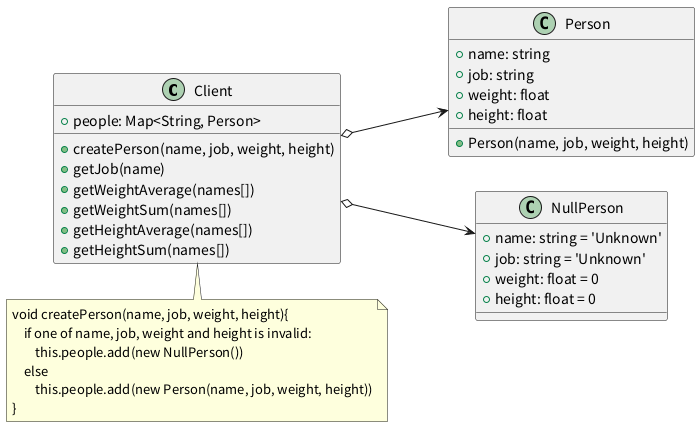 C Client
people: Map<String, Person>
createPerson(name, job, weight, height)
getJob(name)
getWeightAverage(names[])
getWeightSum(names[])
getHeightAverage(names[])
getHeightSum(names[])
C Person
name: string
job: string
weight: float
height: float
Person(name, job, weight, height)
C NullPerson
name: string = 'Unknown'
job: string = 'Unknown'
weight: float = 0
height: float = 0
void createPerson(name, job, weight, height){
if one of name, job, weight and height is invalid:
this.people.add(new NullPerson())
else
this.people.add(new Person(name, job, weight, height))
}